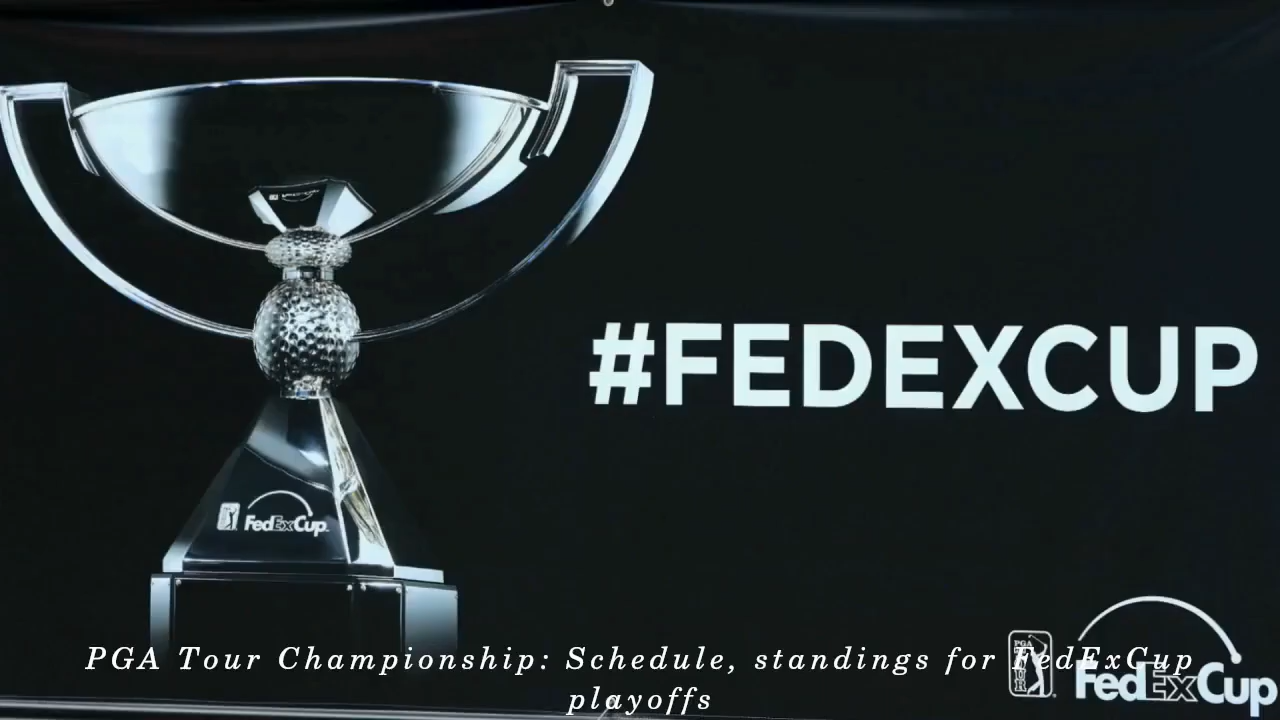 #FEDEXCUP
FedExCup
PGA Tour Championship: Schedule, standings for FedExCup
playoffs
PGA
TOUR
FedExCup